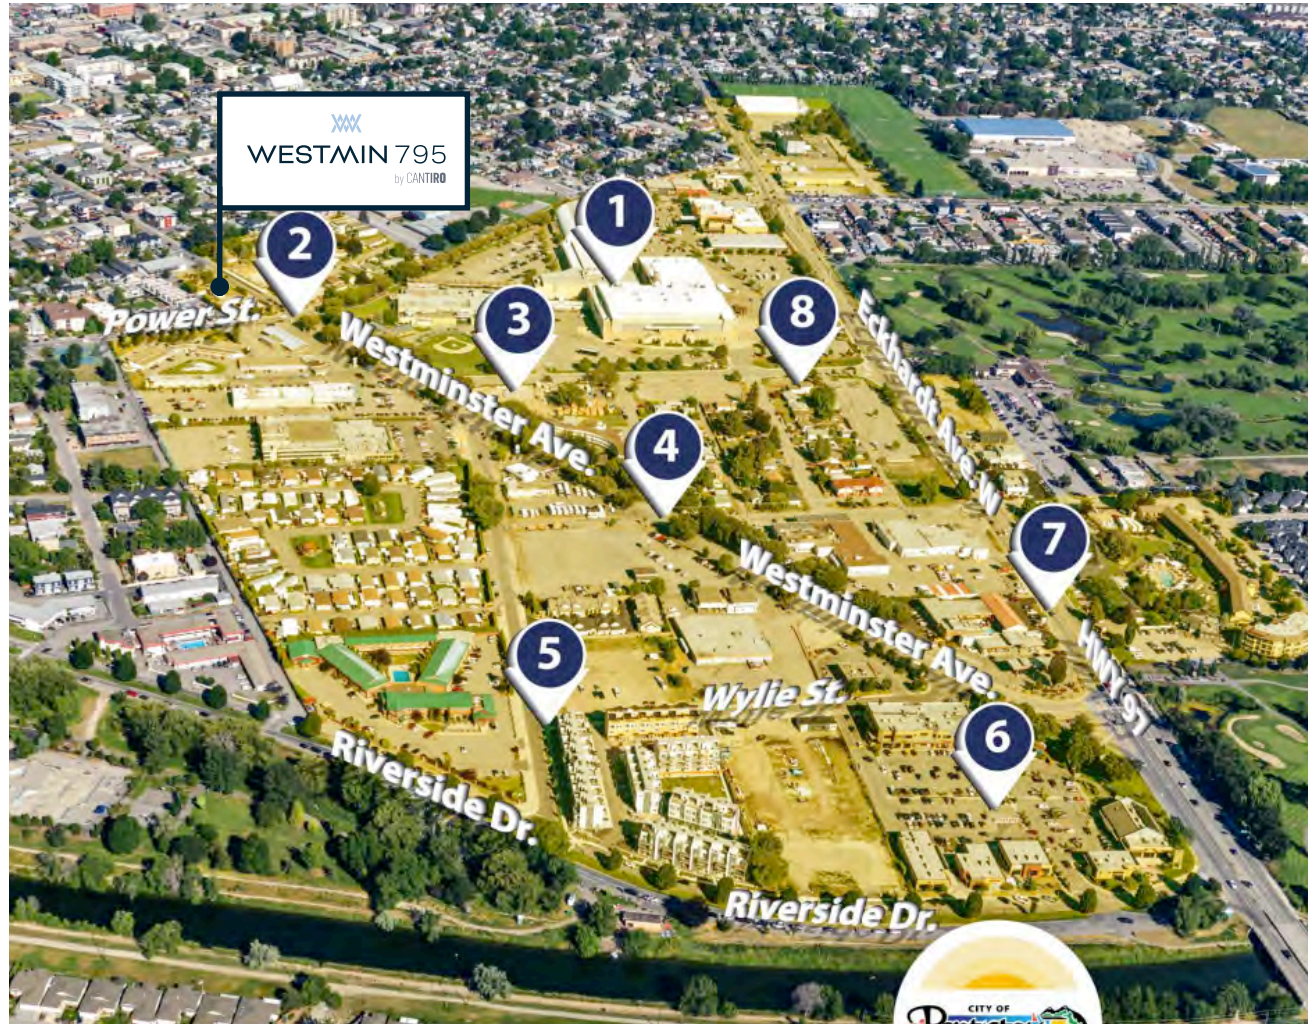 WESTMIN 795
by CANTIRO
1
2
3
8
Power St.
Westminster Ave.
Eckhardt Ave. W
4
7
Westminster Ave.
5
HWY 97
Wylie St.
6
Riverside Dr.
Riverside Dr.
CITY OF